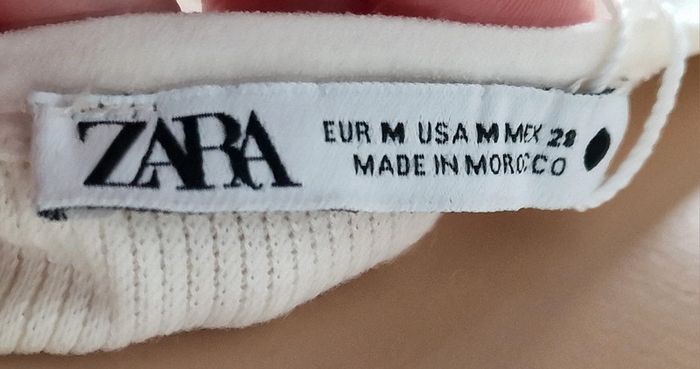 ZARA
EUR M USA M MEX 28
MADE IN MOROCCO